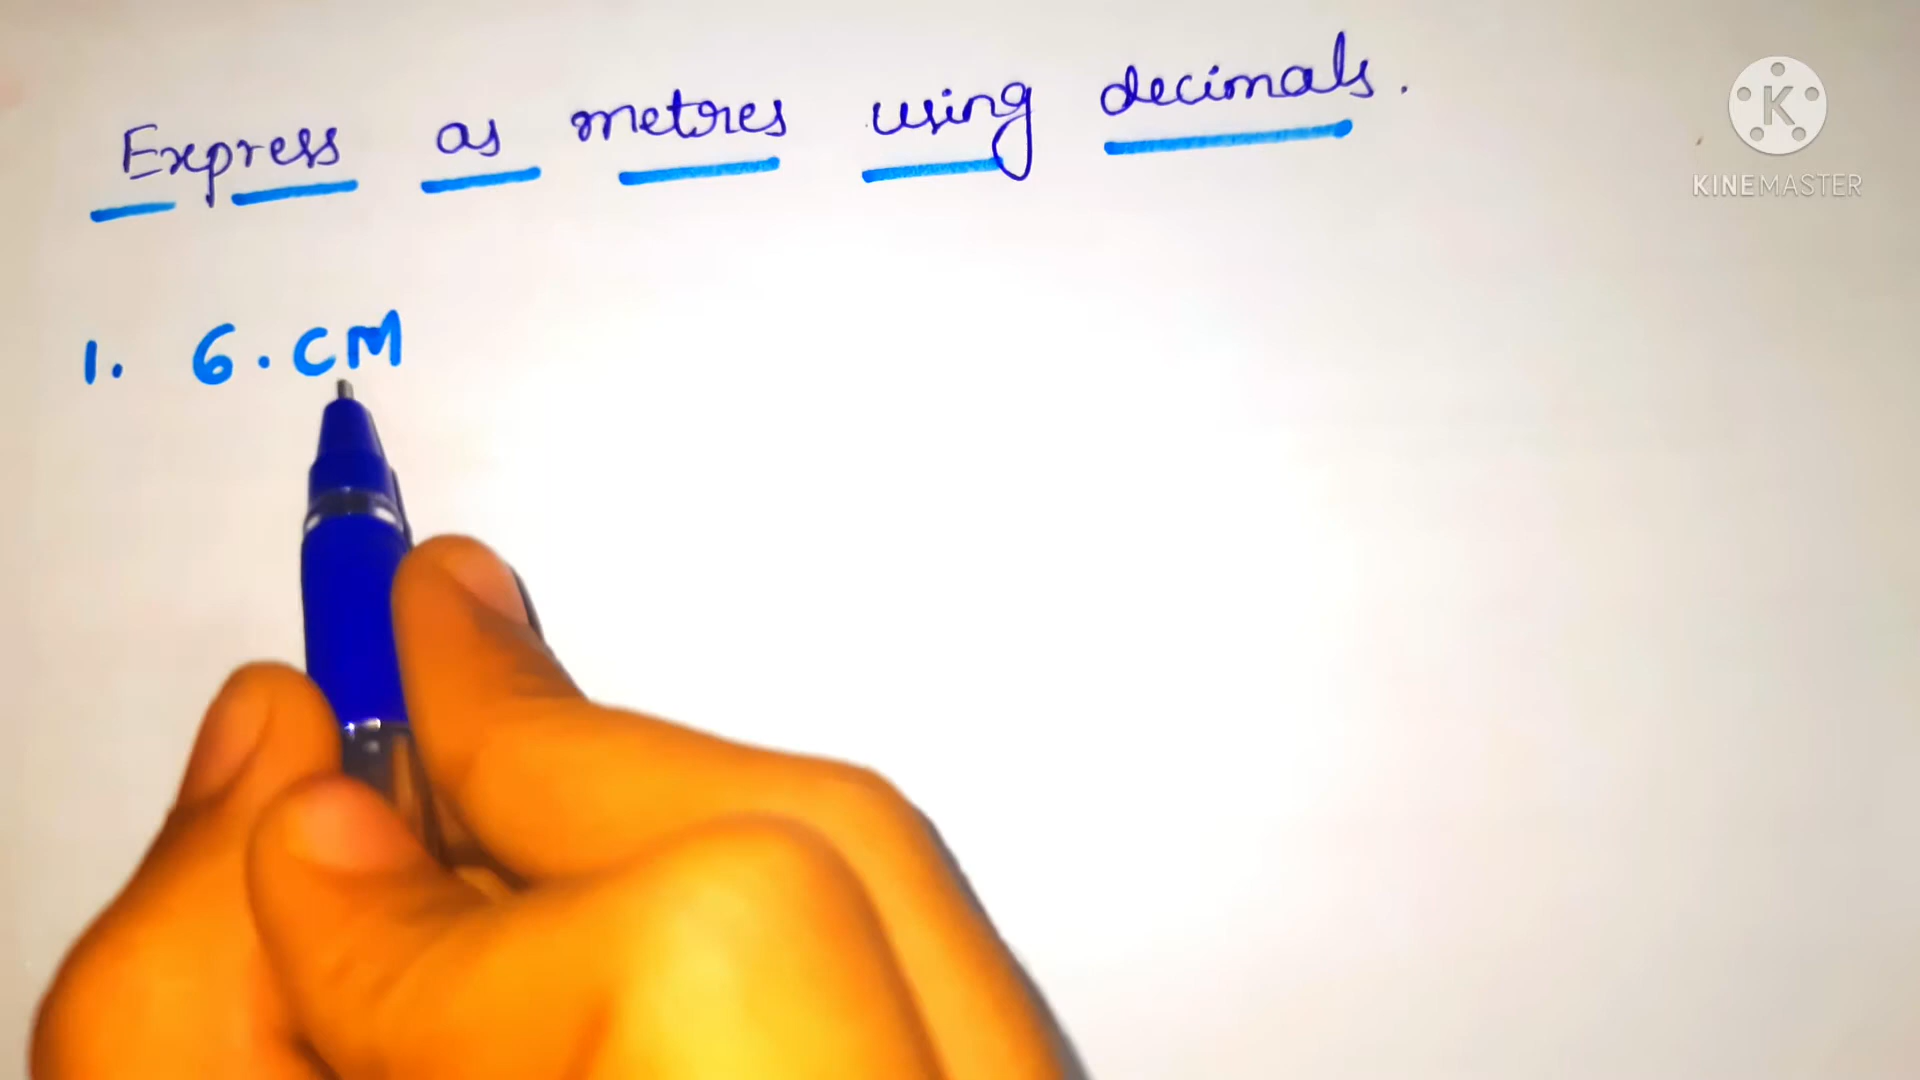 Express as metres using decimals.
KINEMASTER
1. 6. CM